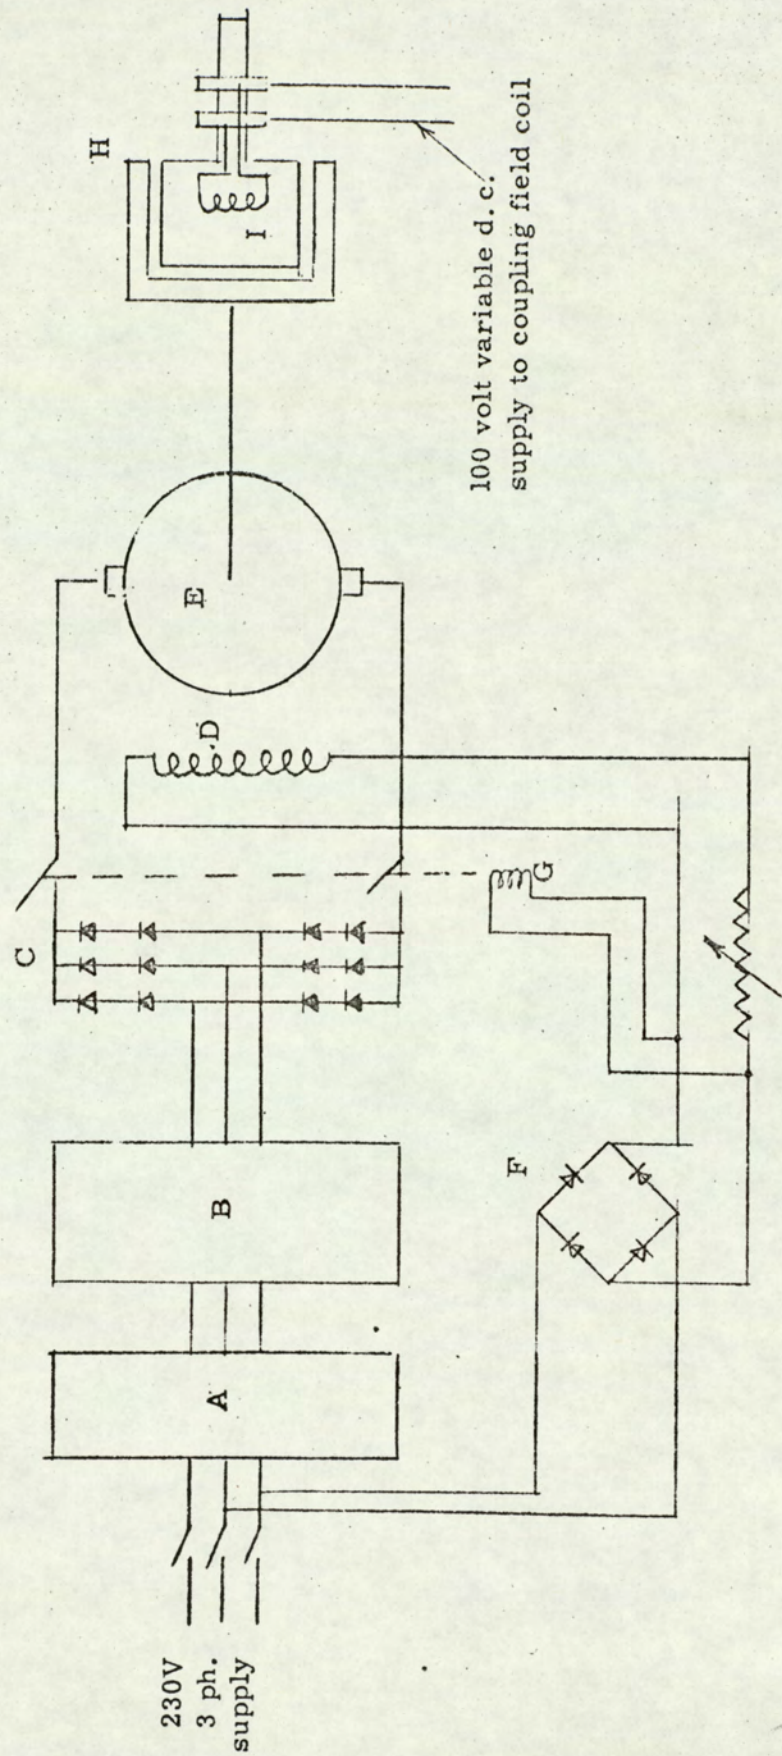 230V
3 ph.
supply
A
B
C
F
G
D
E
H
I
100 volt variable d.c.
supply to coupling field coil